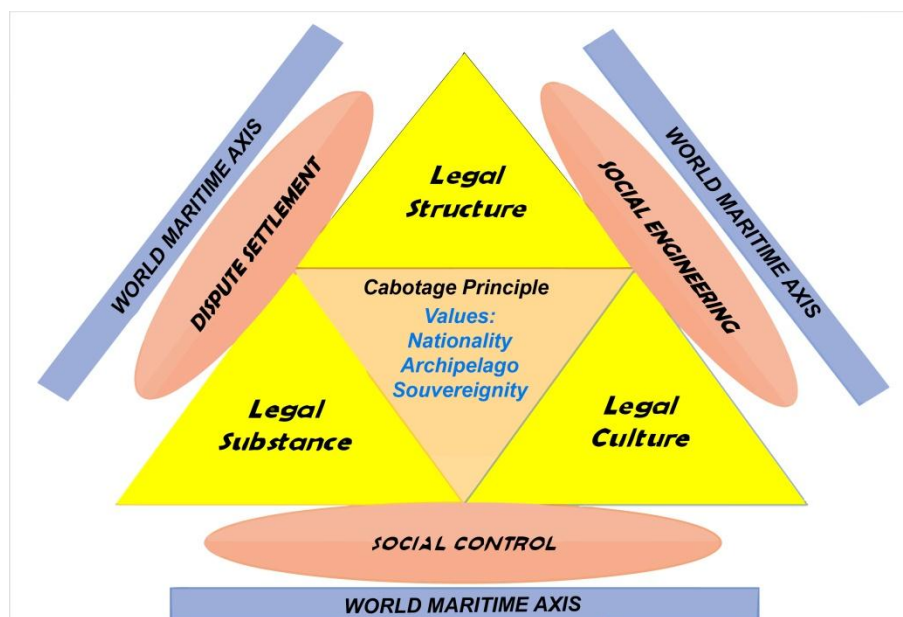 WORLD MARITIME AXIS
DISPUTE SETTLEMENT
Legal
Structure
SOCIAL ENGINEERING
WORLD MARITIME AXIS
Cabotage Principle
Values:
Nationality
Archipelago
Souvereignity
Legal
Substance
Legal
Culture
SOCIAL CONTROL
WORLD MARITIME AXIS